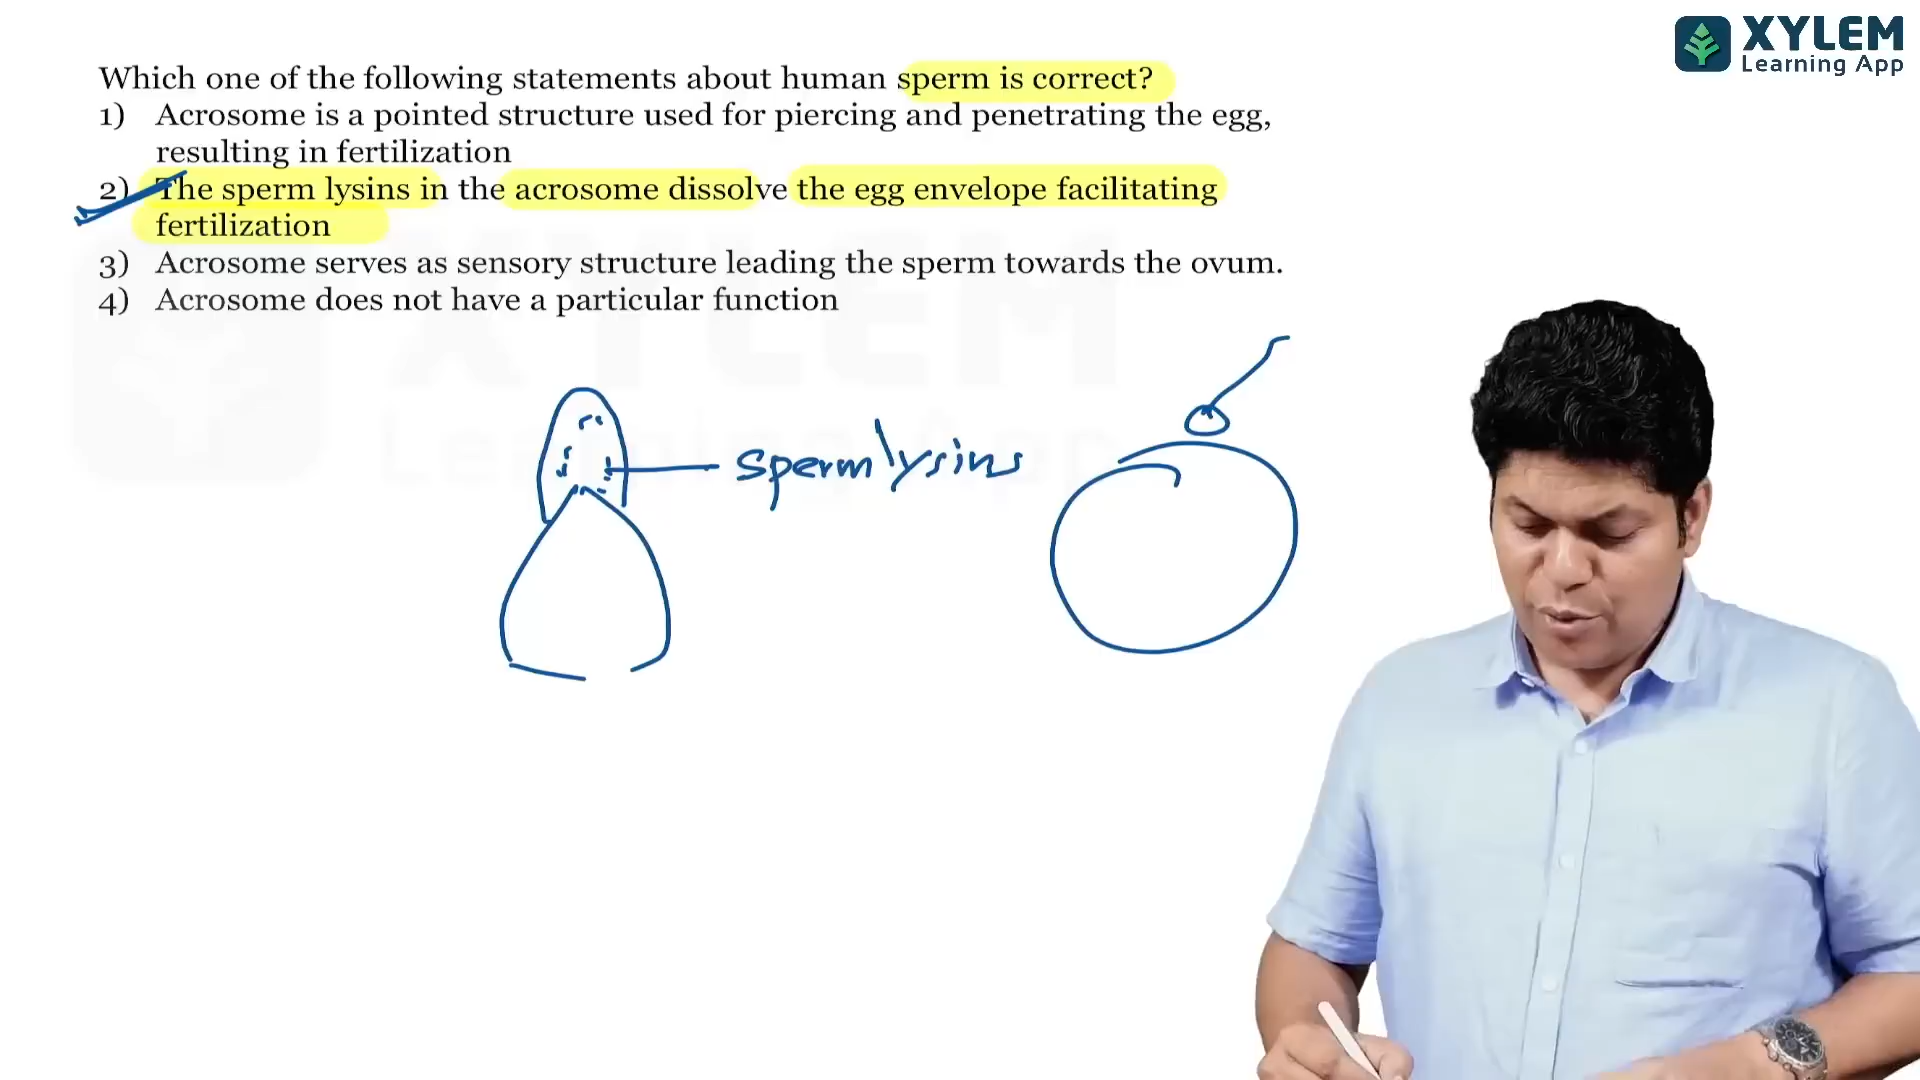 XYLEM
Learning App
Which one of the following statements about human sperm is correct?
1) Acrosome is a pointed structure used for piercing and penetrating the egg,
resulting in fertilization
2) The sperm lysins in the acrosome dissolve the egg envelope facilitating
fertilization
3) Acrosome serves as sensory structure leading the sperm towards the ovum.
4) Acrosome does not have a particular function
XYLEM
Learning App
sperm lysins